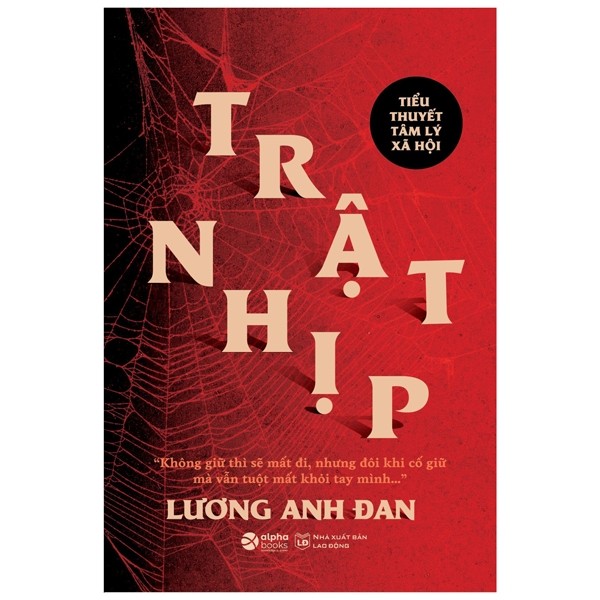 TIỂU
THUYẾT
TÂM LÝ
XÃ HỘI
TRẬT
NHỊP
“Không giữ thì sẽ mất đi, nhưng đôi khi cố giữ
mà vẫn tuột mất khỏi tay mình...”
LƯƠNG ANH ĐAN
alpha
books
LĐ
NHÀ XUẤT BẢN
LAO ĐỘNG